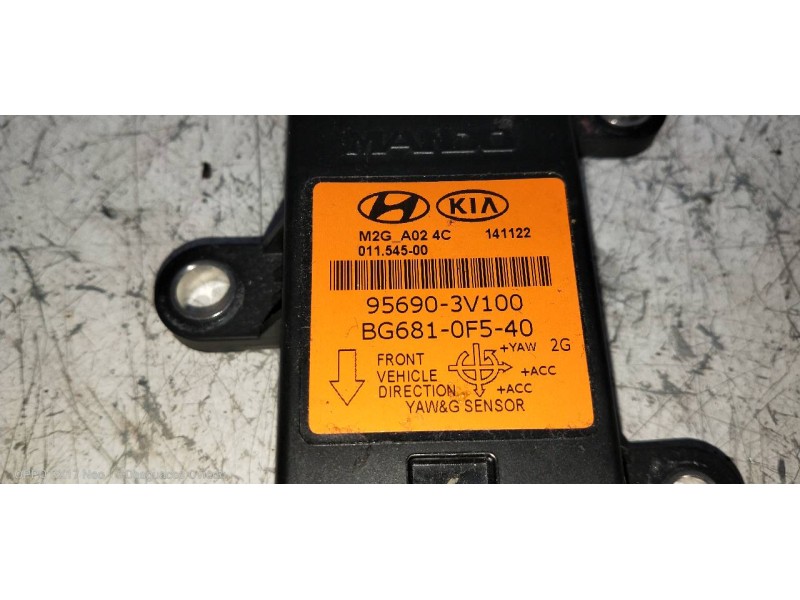 MANDO
KIA
M2G_A02 4C 141122
011.545-00
95690-3V100
BG681-0F5-40
FRONT
VEHICLE
DIRECTION
+YAW 2G
+ACC
+ACC
YAW&G SENSOR